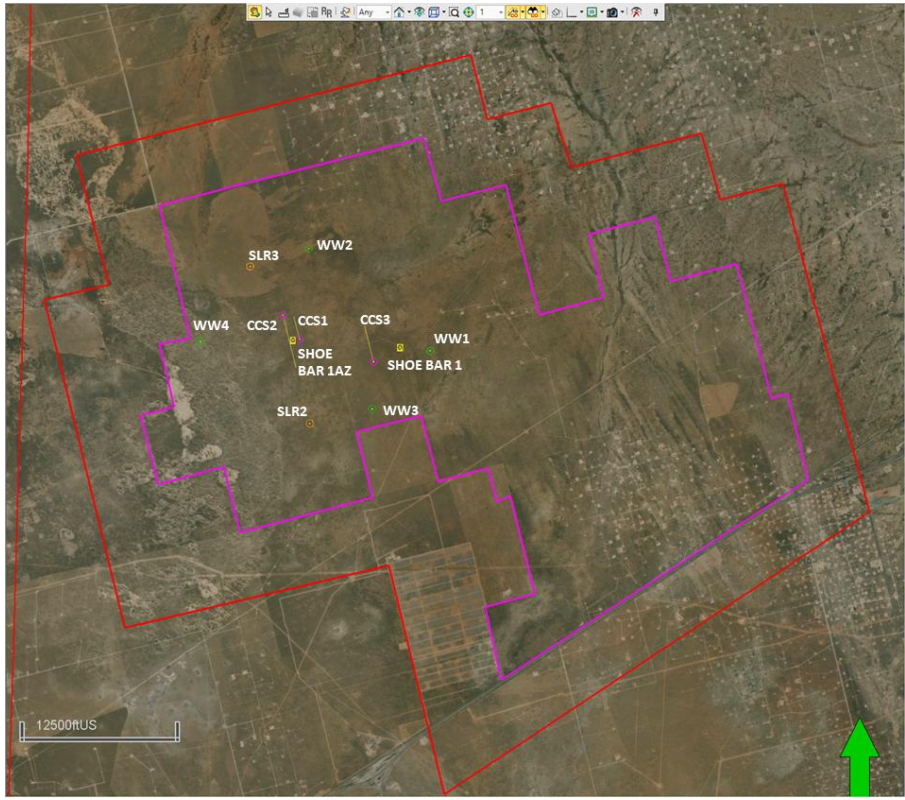 Any
1
WW2
SLR3
CCS3
WW4
CCS2
CCS1
WW1
SHOE
BAR 1AZ
SHOE BAR 1
SLR2
WW3
12500ftUS